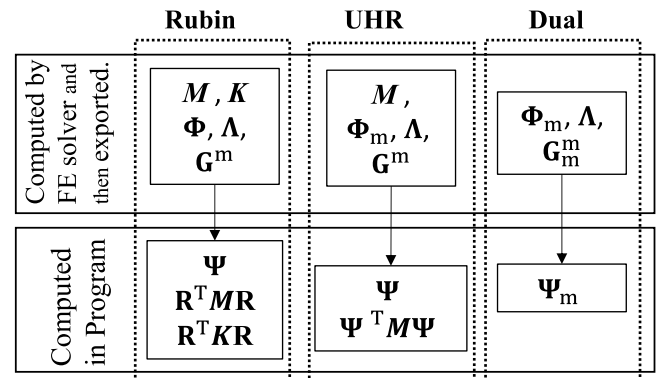 Rubin UHR Dual
Computed by
FE solver and
then exported.
M , K
Φ, Λ,
Gᵐ
M ,
Φₘ, Λ,
Gᵐ
Φₘ, Λ,
Gₘᵐ
Computed
in Program
Ψ
RᵀMR
RᵀKR
Ψ
Ψ ᵀMΨ
Ψₘ